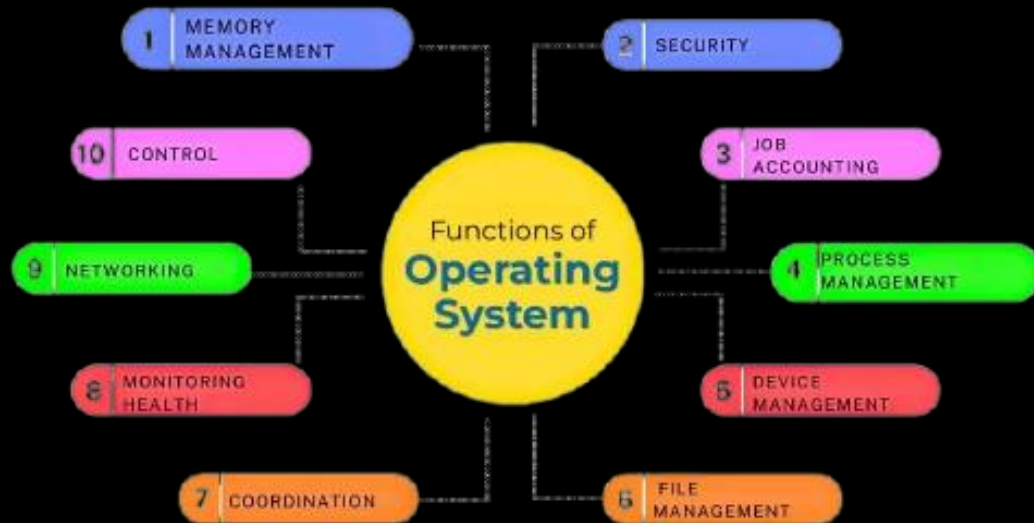 Functions of
Operating
System
1 MEMORY
MANAGEMENT
2 SECURITY
3 JOB
ACCOUNTING
4 PROCESS
MANAGEMENT
5 DEVICE
MANAGEMENT
6 FILE
MANAGEMENT
7 COORDINATION
8 MONITORING
HEALTH
9 NETWORKING
10 CONTROL